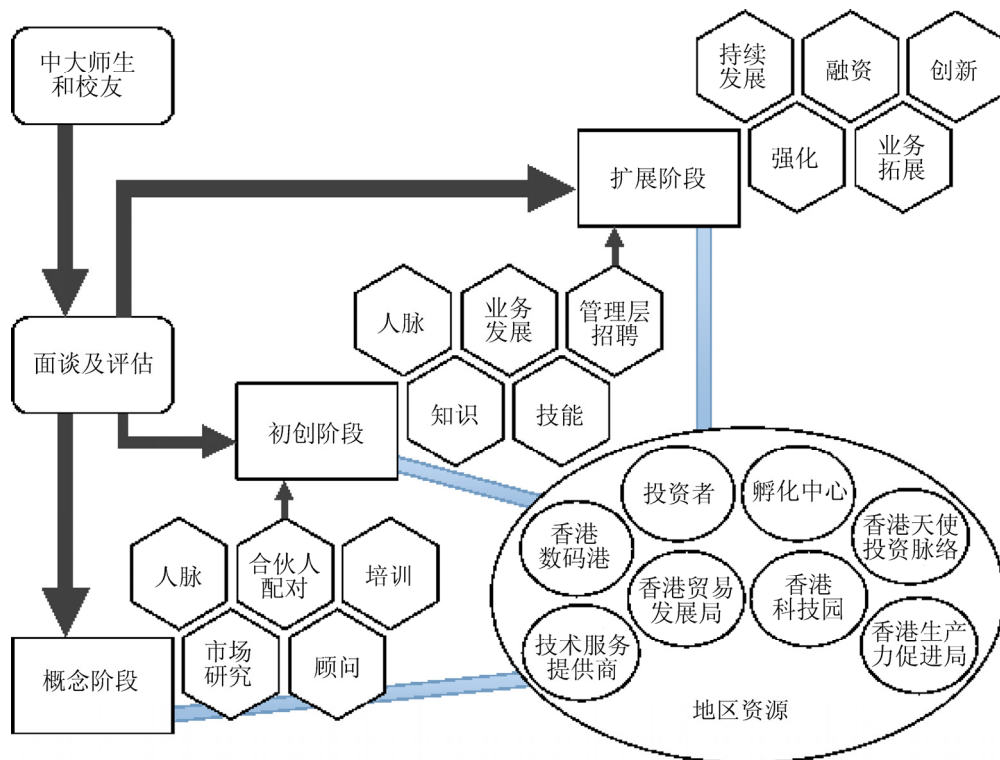 中大师生
和校友
持续
发展
融资
创新
强化
业务
拓展
扩展阶段
面谈及评估
人脉
业务
发展
管理层
招聘
知识
技能
初创阶段
人脉
合伙人
配对
培训
市场
研究
顾问
概念阶段
投资者
孵化中心
香港
数码港
香港天使
投资脉络
香港贸易
发展局
香港
科技园
技术服务
提供商
香港生产
力促进局
地区资源